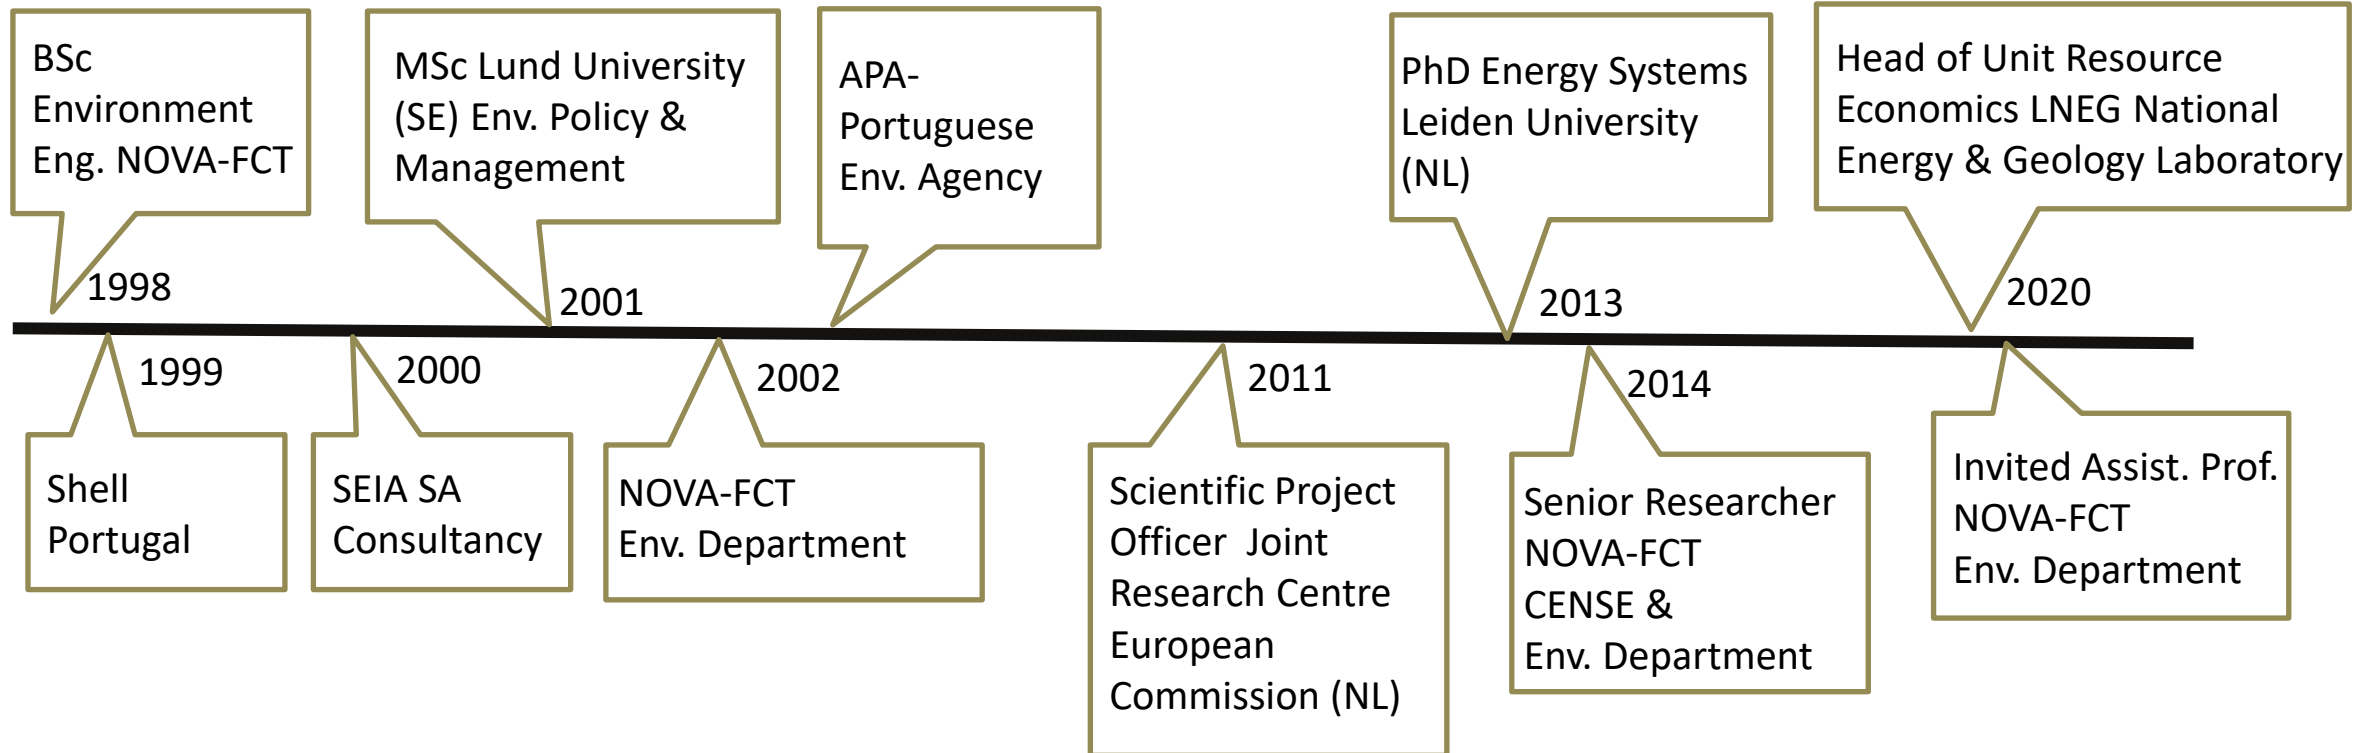 BSc
Environment
Eng. NOVA-FCT
MSc Lund University
(SE) Env. Policy &
Management
APA-
Portuguese
Env. Agency
PhD Energy Systems
Leiden University
(NL)
Head of Unit Resource
Economics LNEG National
Energy & Geology Laboratory
1998
2001
2013
2020
1999
2000
2002
2011
2014
Shell
Portugal
SEIA SA
Consultancy
NOVA-FCT
Env. Department
Scientific Project
Officer Joint
Research Centre
European
Commission (NL)
Senior Researcher
NOVA-FCT
CENSE &
Env. Department
Invited Assist. Prof.
NOVA-FCT
Env. Department